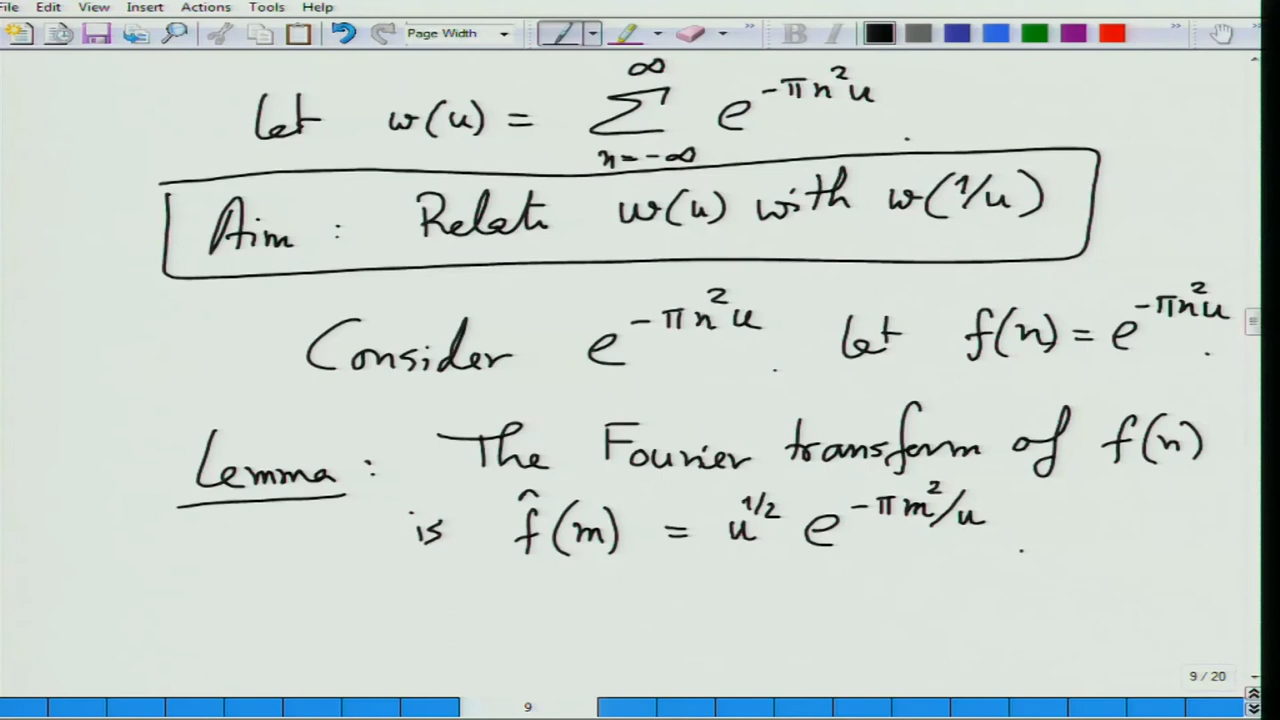 File Edit View Insert Actions Tools Help
Page Width
Let w(u) = ∑_{n=-∞}^{∞} e^{-πn²u}.
Aim : Relate w(u) with w(1/u)
Consider e^{-πn²u}. Let f(n) = e^{-πn²u}.
Lemma : The Fourier transform of f(n)
is f̂(m) = u^{1/2} e^{-πm²/u}.
9 / 20
9